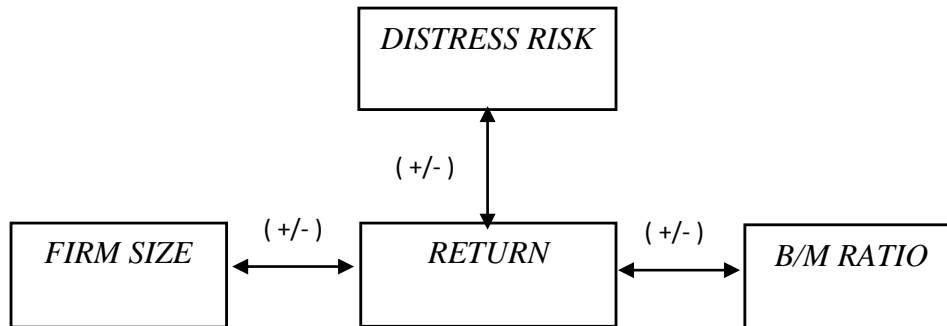 DISTRESS RISK
( +/- )
( +/- )
( +/- )
FIRM SIZE
RETURN
B/M RATIO